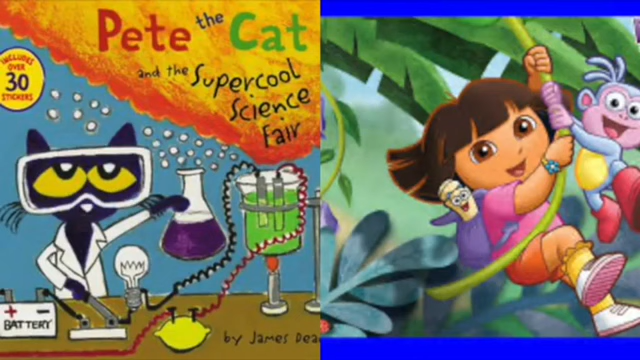 Pete the Cat
and the Supercool
Science
Fair
INCLUDES
OVER
30
STICKERS
+ -
BATTERY
by James Dea